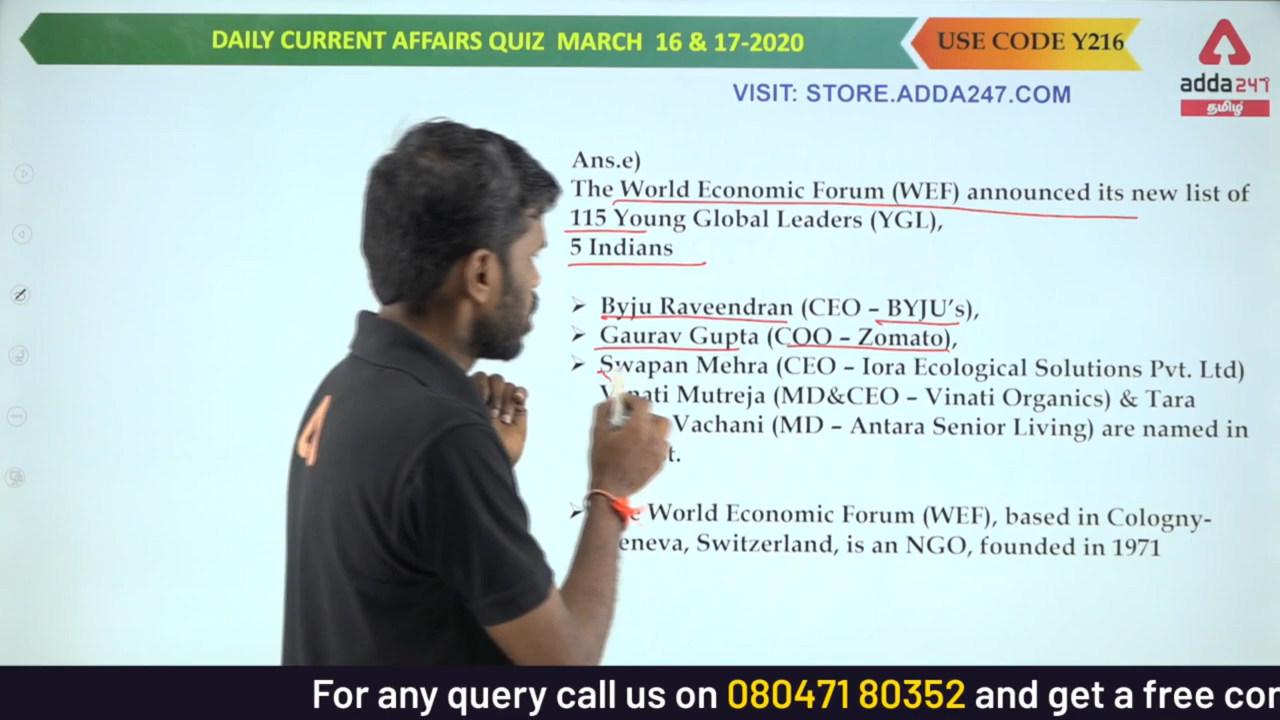 DAILY CURRENT AFFAIRS QUIZ MARCH 16 & 17-2020
USE CODE Y216
VISIT: STORE.ADDA247.COM
adda247
தமிழ்
Ans.e)
The World Economic Forum (WEF) announced its new list of
115 Young Global Leaders (YGL),
5 Indians
➤ Byju Raveendran (CEO – BYJU's),
➤ Gaurav Gupta (COO – Zomato),
➤ Swapan Mehra (CEO – Iora Ecological Solutions Pvt. Ltd)
Mutreja (MD&CEO – Vinati Organics) & Tara
Vachani (MD – Antara Senior Living) are named in
➤ World Economic Forum (WEF), based in Cologny-
Switzerland, is an NGO, founded in 1971
For any query call us on 080471 80352 and get a free